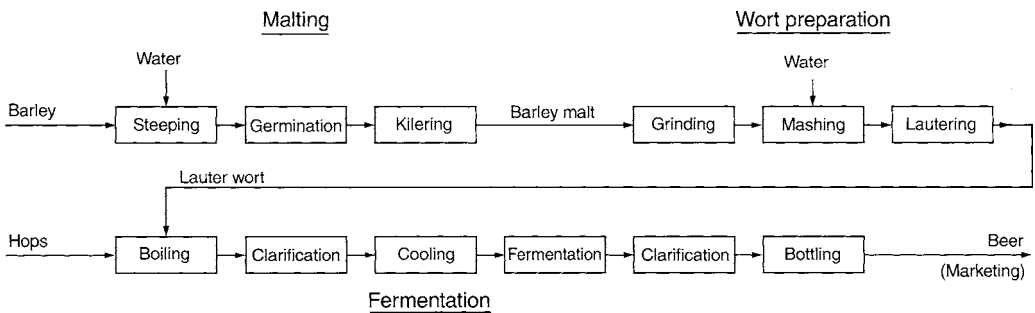 Malting
Wort preparation
Water
Water
Barley
Steeping
Germination
Kilering
Barley malt
Grinding
Mashing
Lautering
Lauter wort
Hops
Boiling
Clarification
Cooling
Fermentation
Clarification
Bottling
Beer
(Marketing)
Fermentation